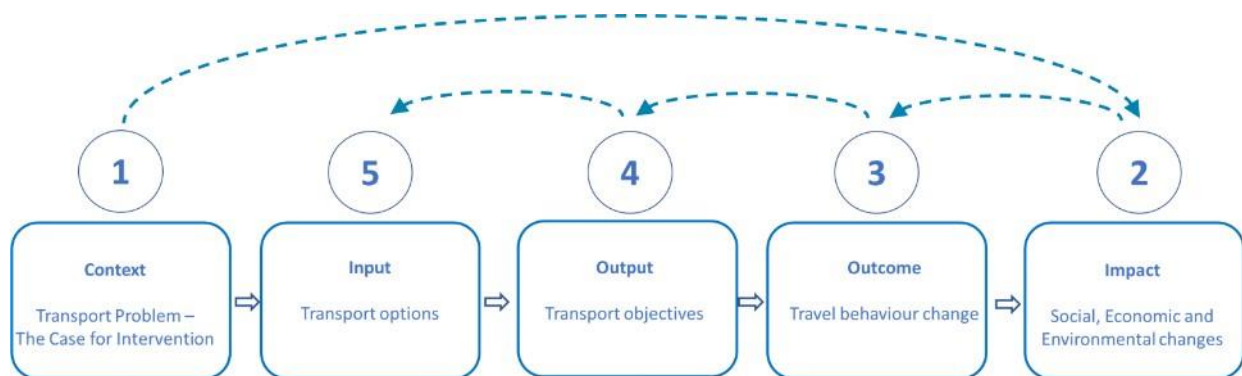 1
5
4
3
2
Context
Transport Problem –
The Case for Intervention
Input
Transport options
Output
Transport objectives
Outcome
Travel behaviour change
Impact
Social, Economic and
Environmental changes